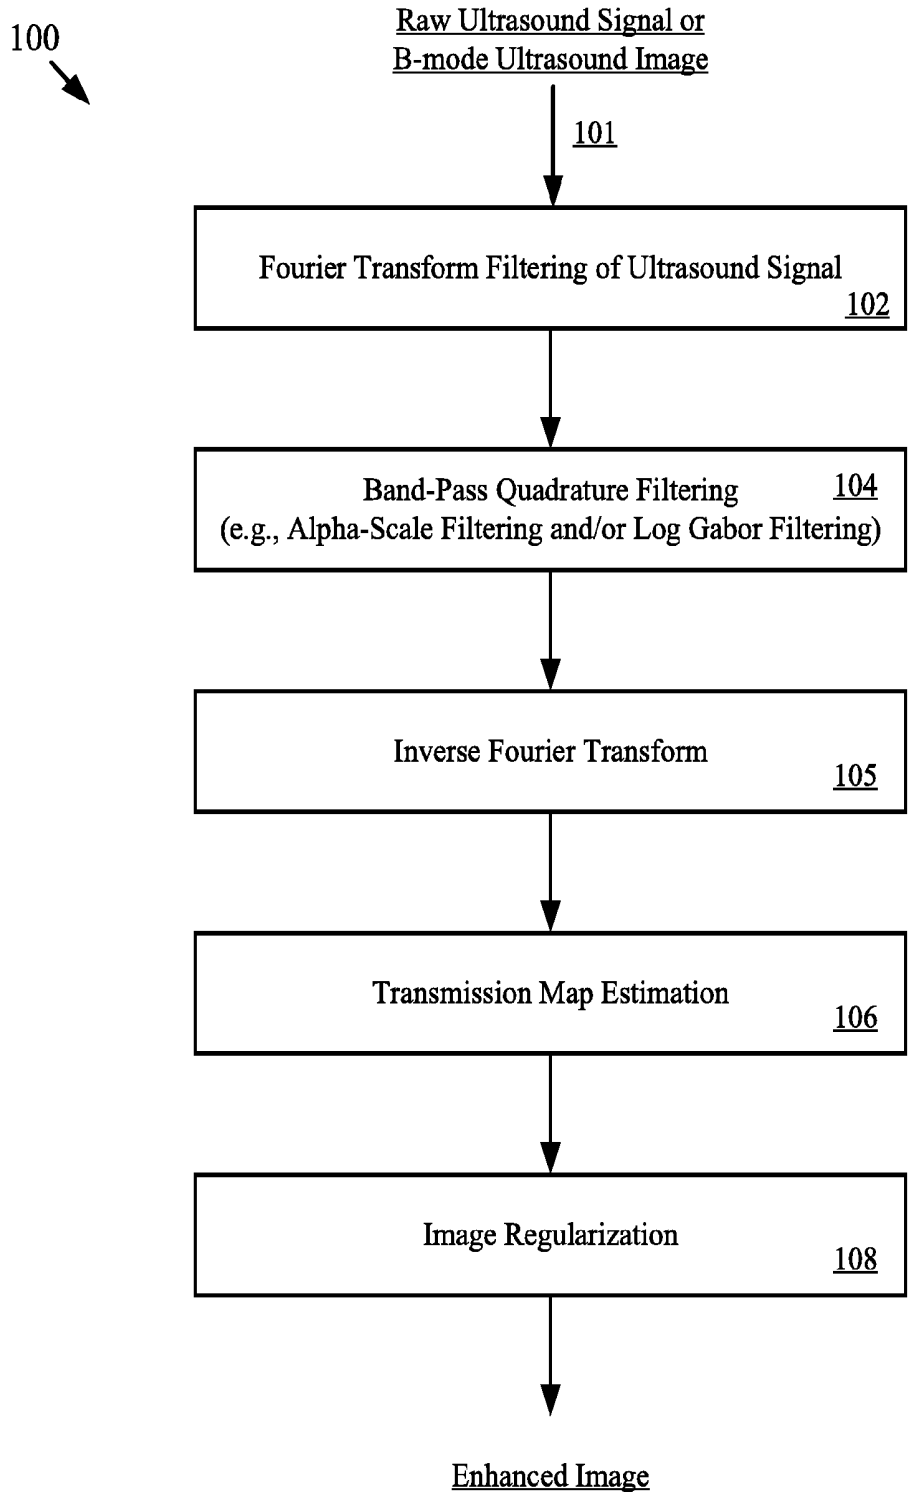 100
Raw Ultrasound Signal or
B-mode Ultrasound Image
101
Fourier Transform Filtering of Ultrasound Signal
102
Band-Pass Quadrature Filtering
104
(e.g., Alpha-Scale Filtering and/or Log Gabor Filtering)
Inverse Fourier Transform
105
Transmission Map Estimation
106
Image Regularization
108
Enhanced Image